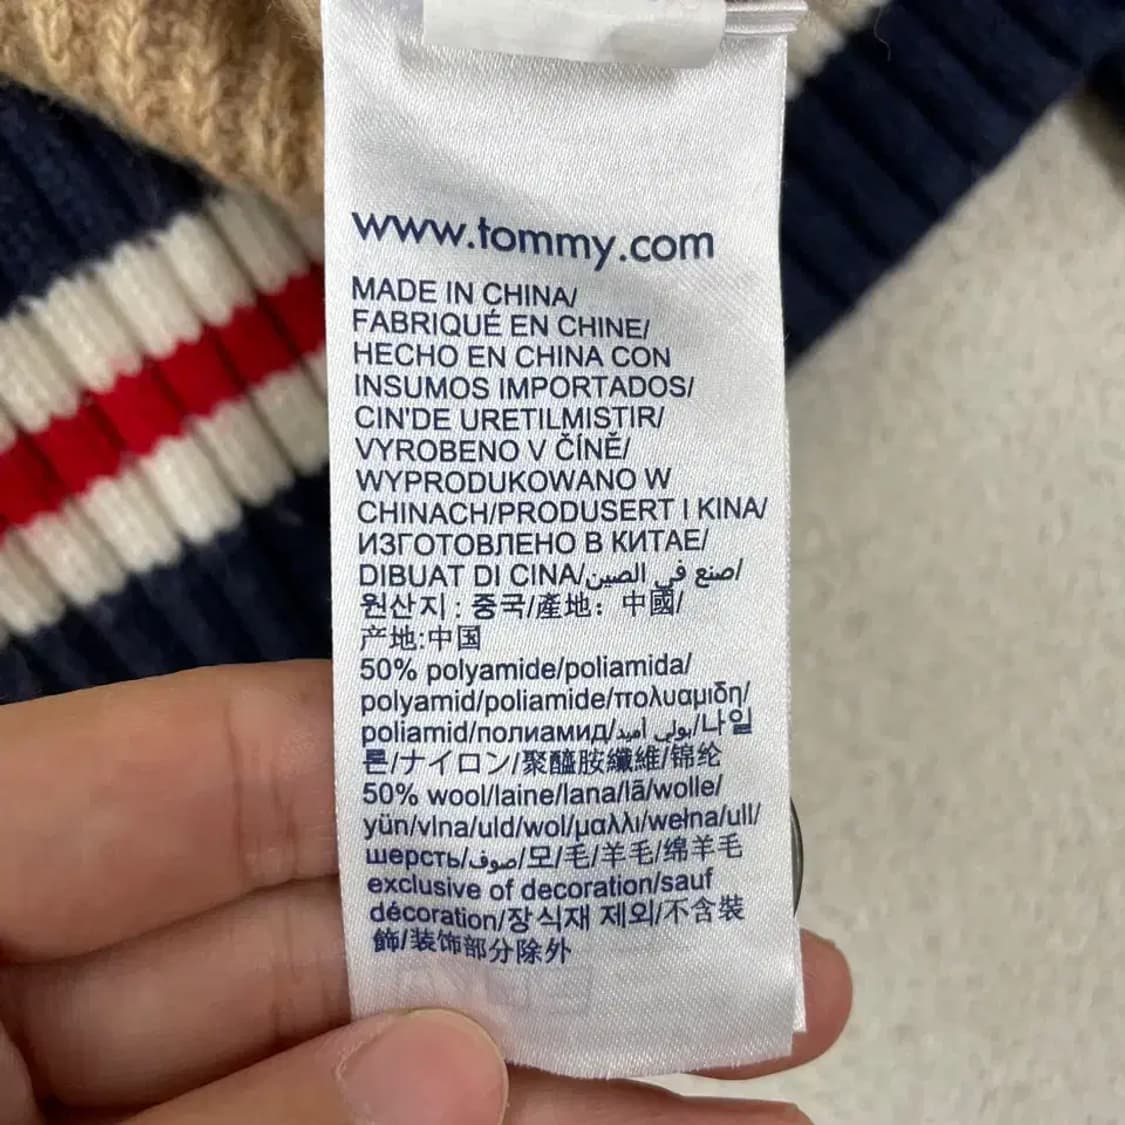 www.tommy.com
MADE IN CHINA/
FABRIQUÉ EN CHINE/
HECHO EN CHINA CON
INSUMOS IMPORTADOS/
CIN'DE URETILMISTIR/
VYROBENO V ČÍNĚ/
WYPRODUKOWANO W
CHINACH/PRODUSERT I KINA/
ИЗГОТОВЛЕНО В КИТАЕ/
DIBUAT DI CINA/صنع في الصين/
원산지 : 중국/產地：中國/
产地:中国
50% polyamide/poliamida/
polyamid/poliamide/πολυαμιδη/
poliamid/полиамид/بولي أميد/나일
론/ナイロン/聚醯胺纖維/锦纶
50% wool/laine/lana/lã/wolle/
yün/vlna/uld/wol/μαλλι/wełna/ull/
шерсть/صوف/모/毛/羊毛/绵羊毛
exclusive of decoration/sauf
décoration/장식재 제외/不含裝
飾/装饰部分除外